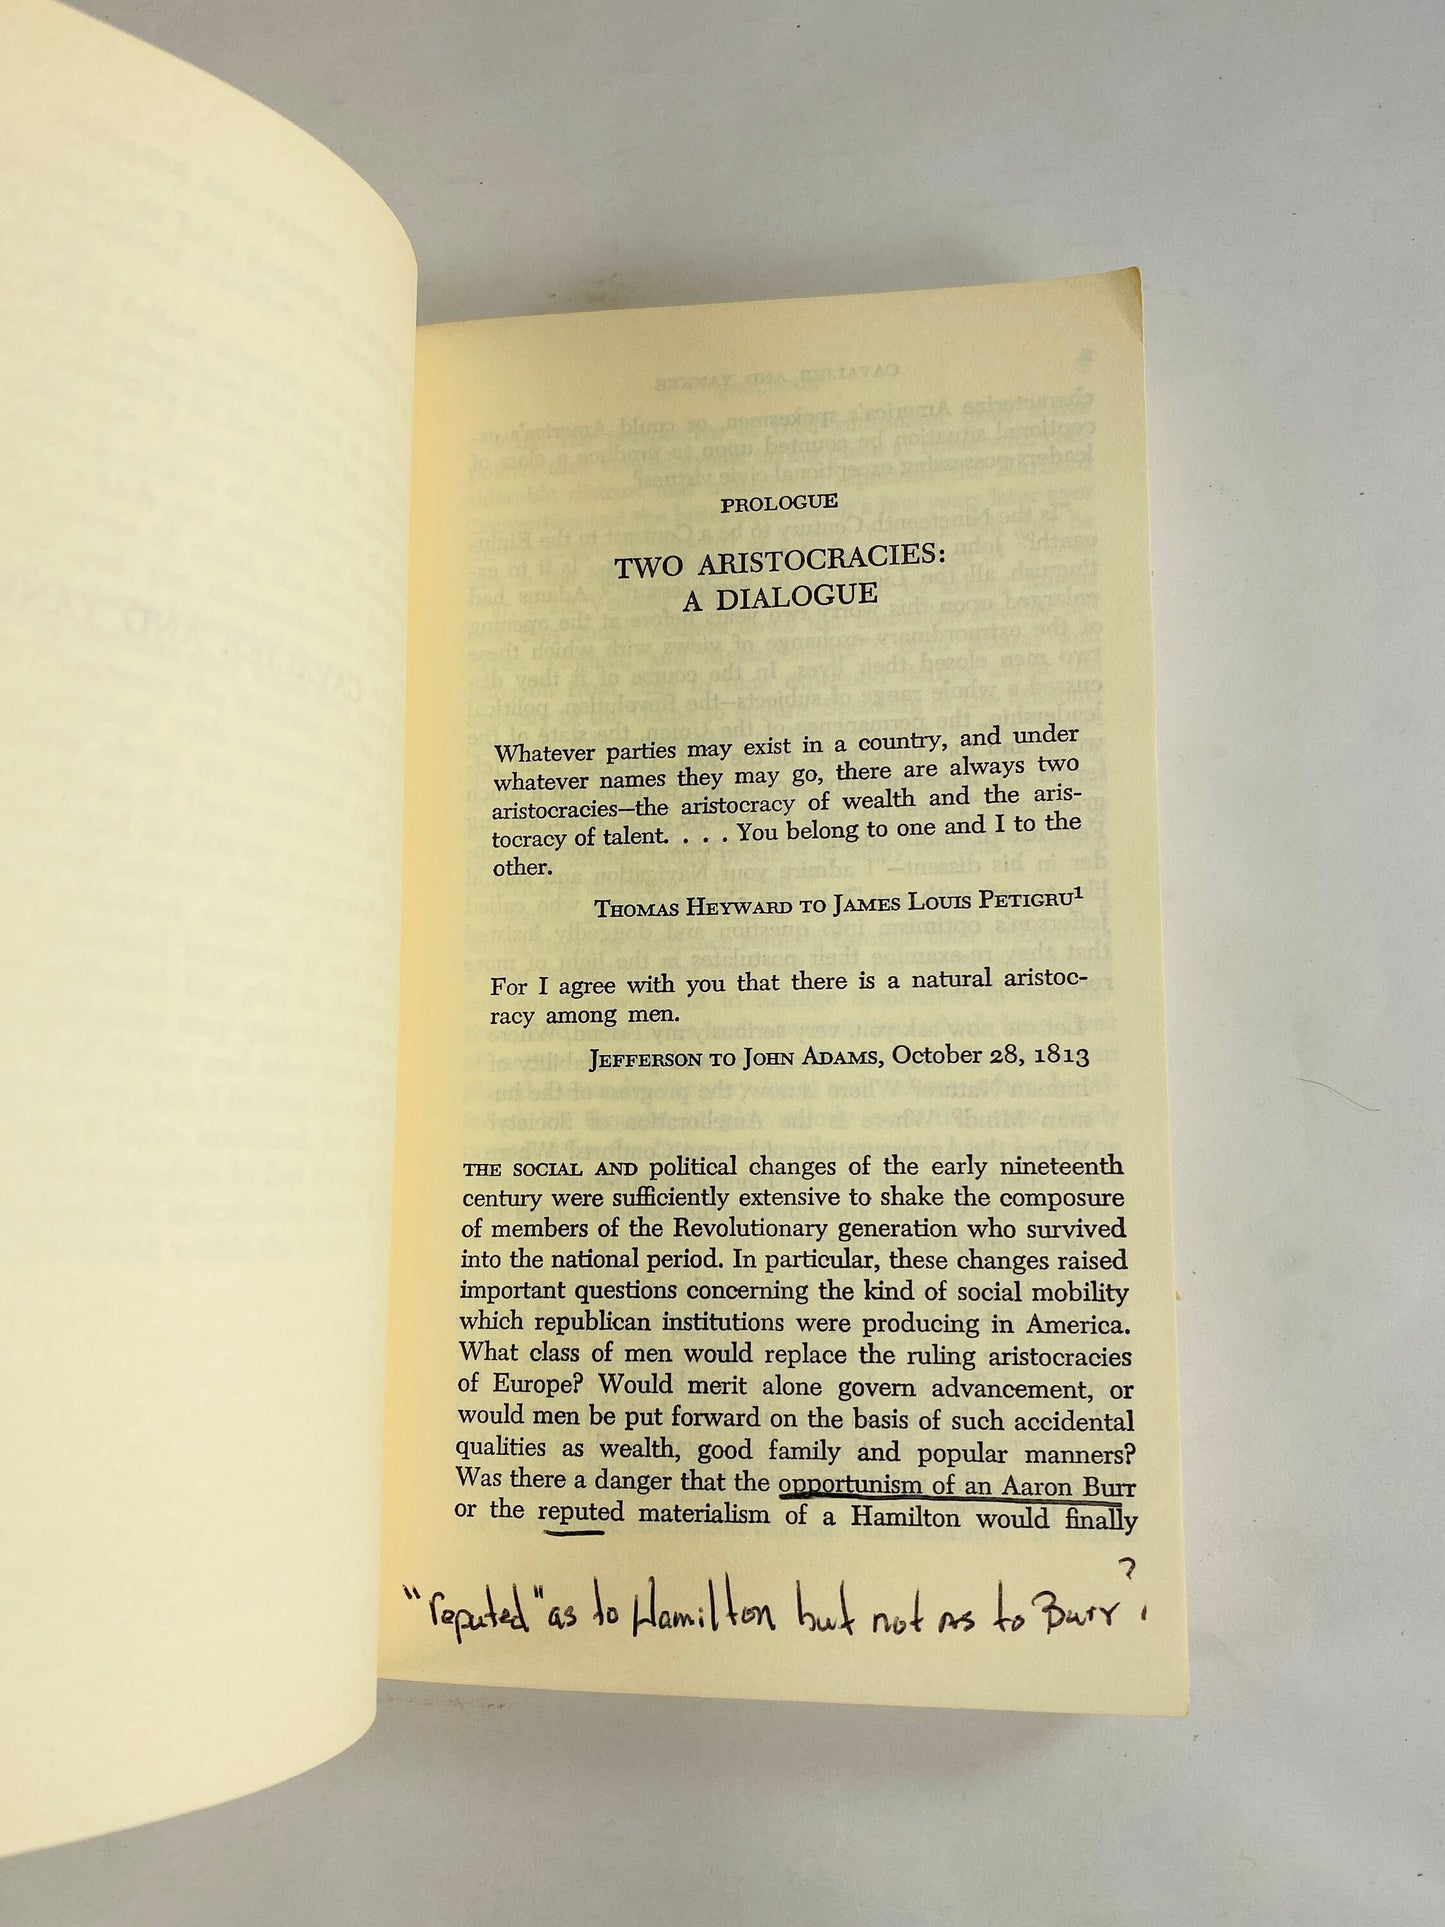 PROLOGUE
TWO ARISTOCRACIES:
A DIALOGUE
Whatever parties may exist in a country, and under
whatever names they may go, there are always two
aristocracies—the aristocracy of wealth and the aris-
tocracy of talent. . . . You belong to one and I to the
other.
THOMAS HEYWARD TO JAMES LOUIS PETIGRU¹
For I agree with you that there is a natural aristoc-
racy among men.
JEFFERSON TO JOHN ADAMS, October 28, 1813
THE SOCIAL AND political changes of the early nineteenth
century were sufficiently extensive to shake the composure
of members of the Revolutionary generation who survived
into the national period. In particular, these changes raised
important questions concerning the kind of social mobility
which republican institutions were producing in America.
What class of men would replace the ruling aristocracies
of Europe? Would merit alone govern advancement, or
would men be put forward on the basis of such accidental
qualities as wealth, good family and popular manners?
Was there a danger that the opportunism of an Aaron Burr
or the reputed materialism of a Hamilton would finally
"reputed" as to Hamilton but not as to Burr?